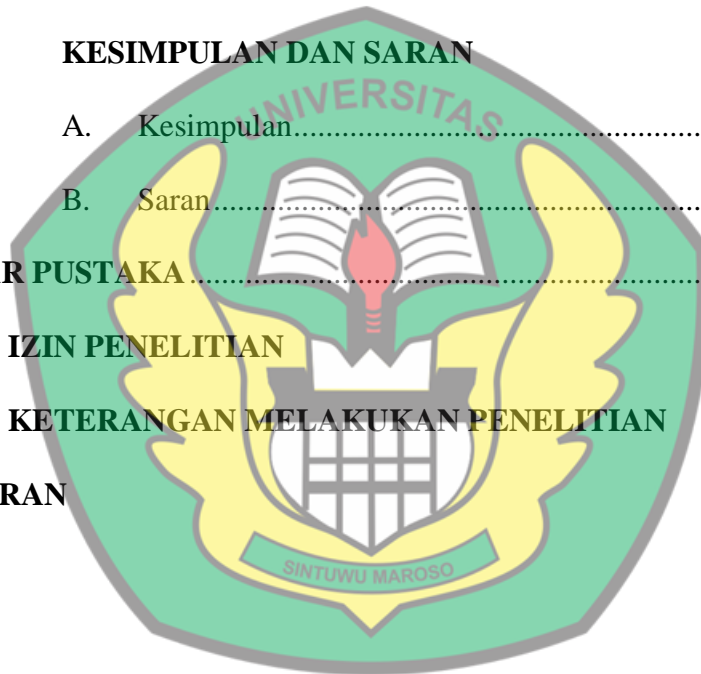 KESIMPULAN DAN SARAN
UNIVERSITAS
A. Kesimpulan..............................................................
B. Saran..........................................................................
R PUSTAKA.............................................................................
IZIN PENELITIAN
KETERANGAN MELAKUKAN PENELITIAN
RAN
SINTUWU MAROSO